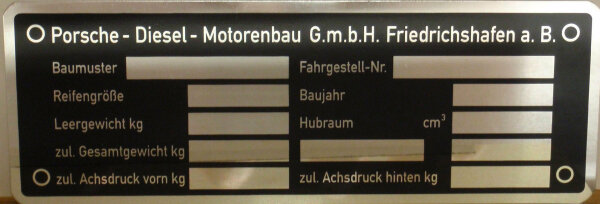 Porsche - Diesel - Motorenbau G.m.b.H. Friedrichshafen a. B.
Baumuster Fahrgestell-Nr.
Reifengröße Baujahr
Leergewicht kg Hubraum cm³
zul. Gesamtgewicht kg
zul. Achsdruck vorn kg zul. Achsdruck hinten kg